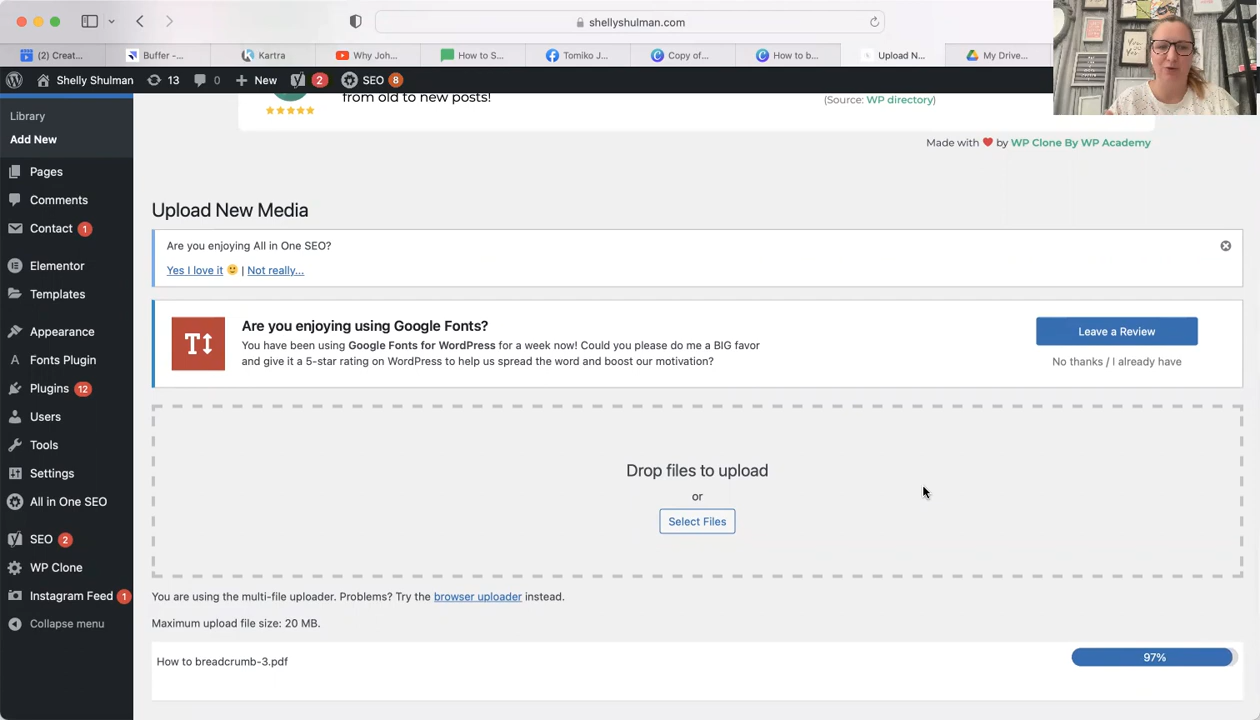 shellyshulman.com
Creat...
Buffer -...
Kartra
Why Joh...
How to S...
Tomiko J...
Copy of...
How to b...
Upload N...
My Drive...
Shelly Shulman
13
0
New
2
SEO 8
from old to new posts!
(Source: WP directory)
Made with ❤ by WP Clone By WP Academy
Library
Add New
Pages
Comments
Contact 1
Elementor
Templates
Appearance
Fonts Plugin
Plugins 12
Users
Tools
Settings
All in One SEO
SEO 2
WP Clone
Instagram Feed 1
Collapse menu
Upload New Media
Are you enjoying All in One SEO?
Yes I love it 🙂 | Not really...
Are you enjoying using Google Fonts?
You have been using Google Fonts for WordPress for a week now! Could you please do me a BIG favor
and give it a 5-star rating on WordPress to help us spread the word and boost our motivation?
Leave a Review
No thanks / I already have
Drop files to upload
or
Select Files
You are using the multi-file uploader. Problems? Try the browser uploader instead.
Maximum upload file size: 20 MB.
How to breadcrumb-3.pdf
97%